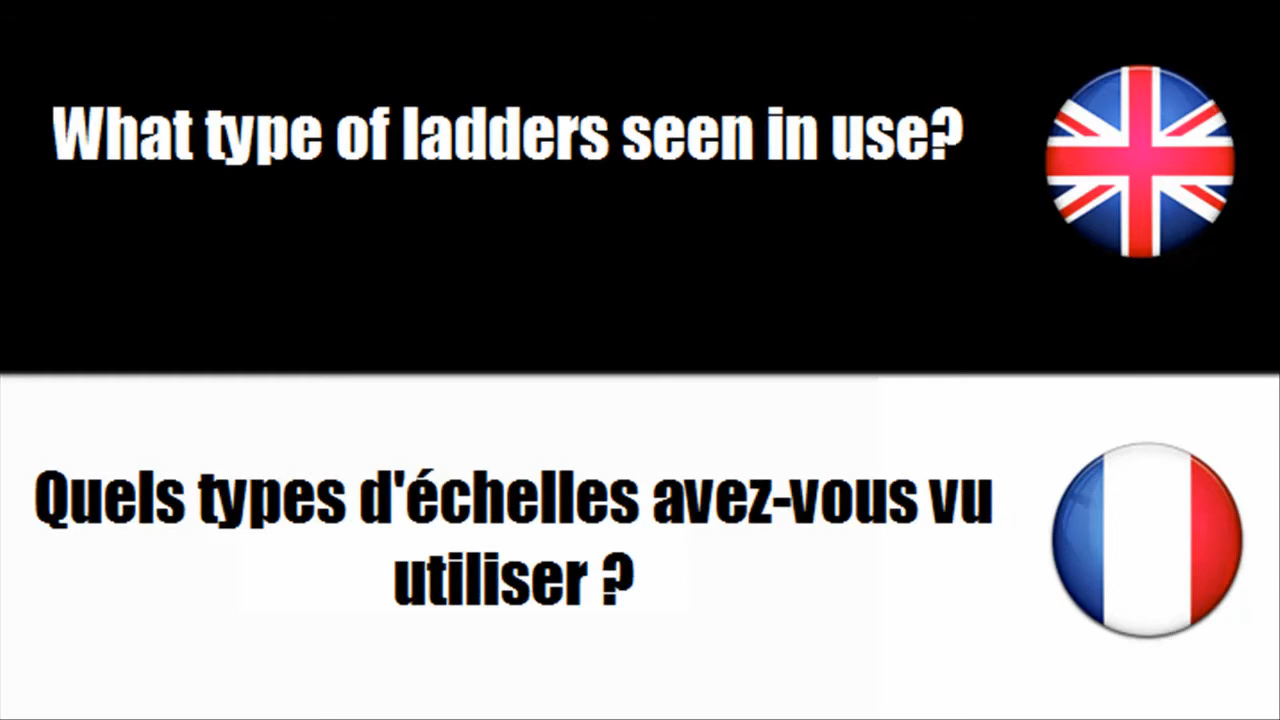 What type of ladders seen in use?
Quels types d'échelles avez-vous vu
utiliser ?